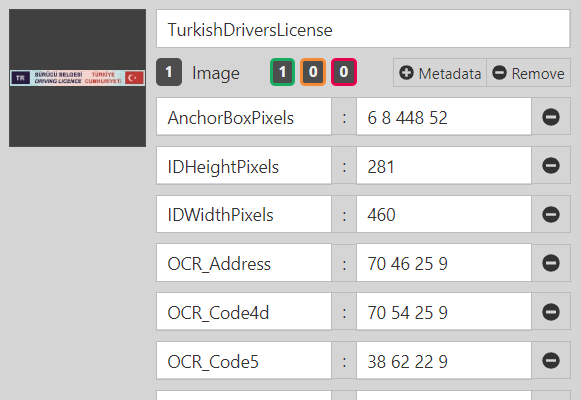 TurkishDriversLicense
TR SÜRÜCÜ BELGESİ TÜRKİYE
DRIVING LICENCE CUMHURİYETİ
1 Image 1 0 0 Metadata Remove
AnchorBoxPixels : 6 8 448 52
IDHeightPixels : 281
IDWidthPixels : 460
OCR_Address : 70 46 25 9
OCR_Code4d : 70 54 25 9
OCR_Code5 : 38 62 22 9